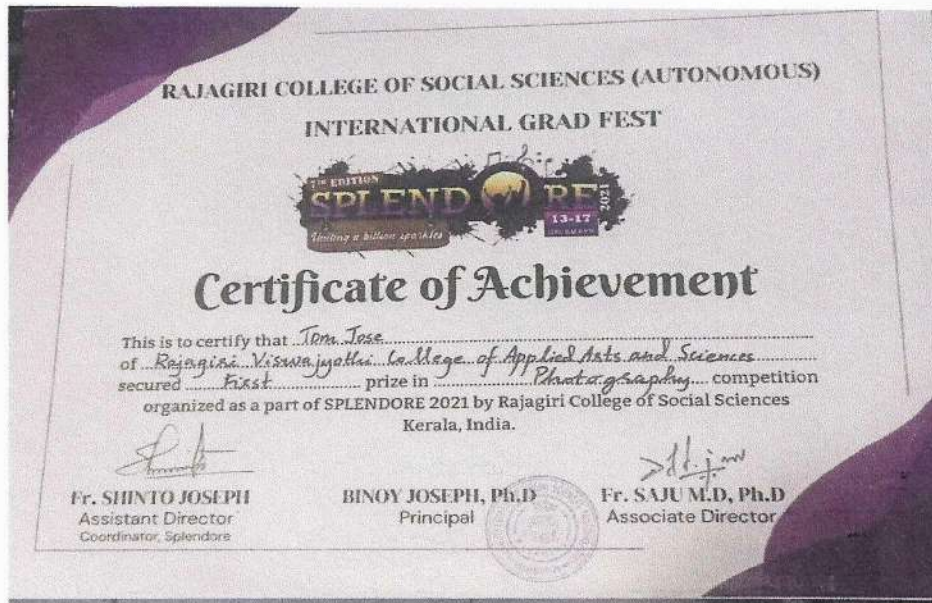 RAJAGIRI COLLEGE OF SOCIAL SCIENCES (AUTONOMOUS)
INTERNATIONAL GRAD FEST
7TH EDITION
SPLENDORE
2021
13-17
Uniting a billion sparkles
Certificate of Achievement
This is to certify that Tom Jose
of Rajagiri Viswajyothi College of Applied Arts and Sciences
secured First prize in Photography competition
organized as a part of SPLENDORE 2021 by Rajagiri College of Social Sciences
Kerala, India.
Fr. SHINTO JOSEPH BINOY JOSEPH, Ph.D Fr. SAJU M.D, Ph.D
Assistant Director Principal Associate Director
Coordinator, Splendore